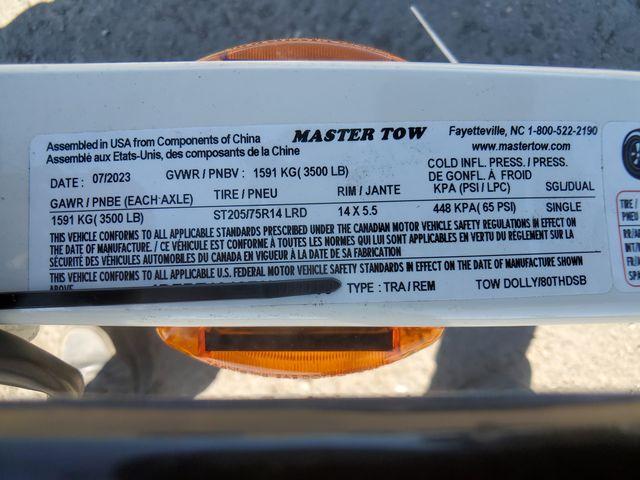 Assembled in USA from Components of China
Assemblé aux Etats-Unis, des composants de la Chine
MASTER TOW
Fayetteville, NC 1-800-522-2190
www.mastertow.com
DATE: 07/2023
GVWR / PNBV : 1591 KG( 3500 LB)
COLD INFL. PRESS. / PRESS.
DE GONFL. À FROID
GAWR / PNBE (EACH AXLE)
TIRE / PNEU
RIM / JANTE
KPA (PSI / LPC)
SGL/DUAL
1591 KG( 3500 LB)
ST205/75R14 LRD
14 X 5.5
448 KPA( 65 PSI)
SINGLE
THIS VEHICLE CONFORMS TO ALL APPLICABLE STANDARDS PRESCRIBED UNDER THE CANADIAN MOTOR VEHICLE SAFETY REGULATIONS IN EFFECT ON
THE DATE OF MANUFACTURE. / CE VÉHICULE EST CONFORME À TOUTES LES NORMES QUI LUI SONT APPLICABLES EN VERTU DU RÈGLEMENT SUR LA
SÉCURITÉ DES VÉHICULES AUTOMOBILES DU CANADA EN VIGUEUR À LA DATE DE SA FABRICATION
THIS VEHICLE CONFORMS TO ALL APPLICABLE U.S. FEDERAL MOTOR VEHICLE SAFETY STANDARDS IN EFFECT ON THE DATE OF MANUFACTURE SHOWN
ABOVE
TYPE : TRA / REM
TOW DOLLY/80THDSB
TIRE /
PNEU